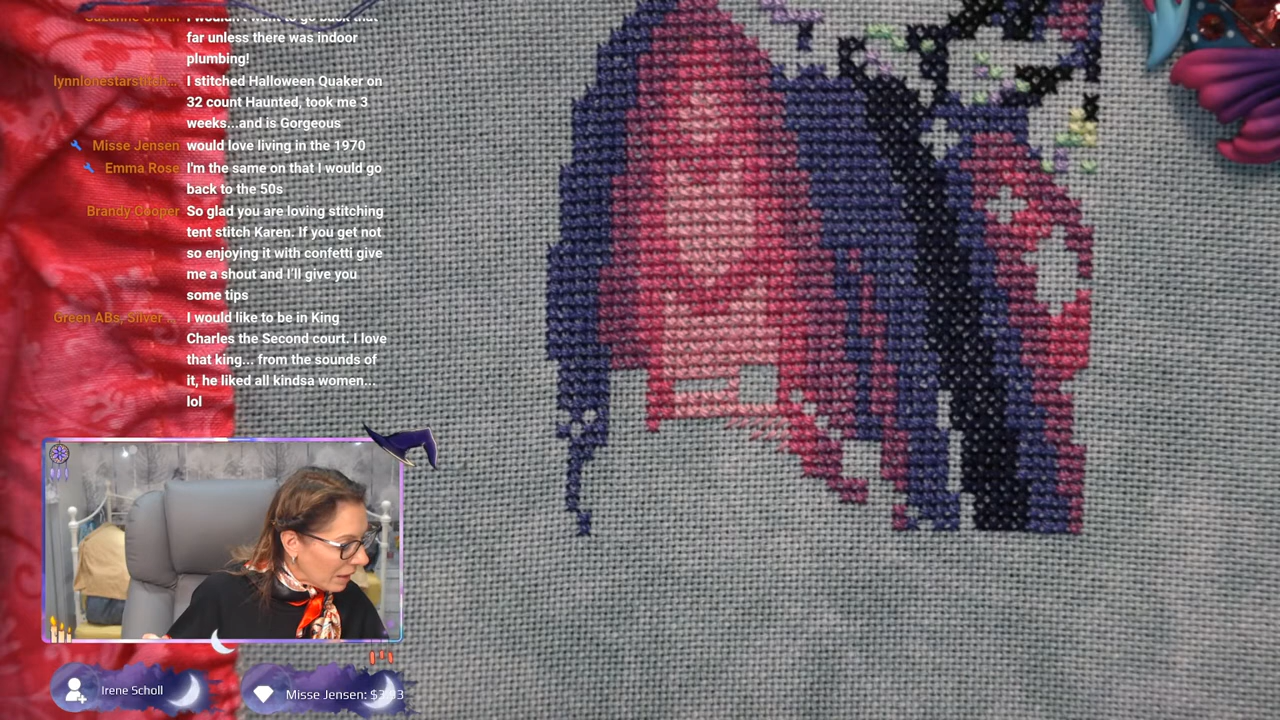 Suzanne Smith I wouldn't want to go back that
far unless there was indoor
plumbing!
lynnlonestarstitch... I stitched Halloween Quaker on
32 count Haunted, took me 3
weeks...and is Gorgeous
Misse Jensen would love living in the 1970
Emma Rose I'm the same on that I would go
back to the 50s
Brandy Cooper So glad you are loving stitching
tent stitch Karen. If you get not
so enjoying it with confetti give
me a shout and I'll give you
some tips
Green ABs, Silver ... I would like to be in King
Charles the Second court. I love
that king... from the sounds of
it, he liked all kindsa women...
lol
Irene Scholl
Misse Jensen: